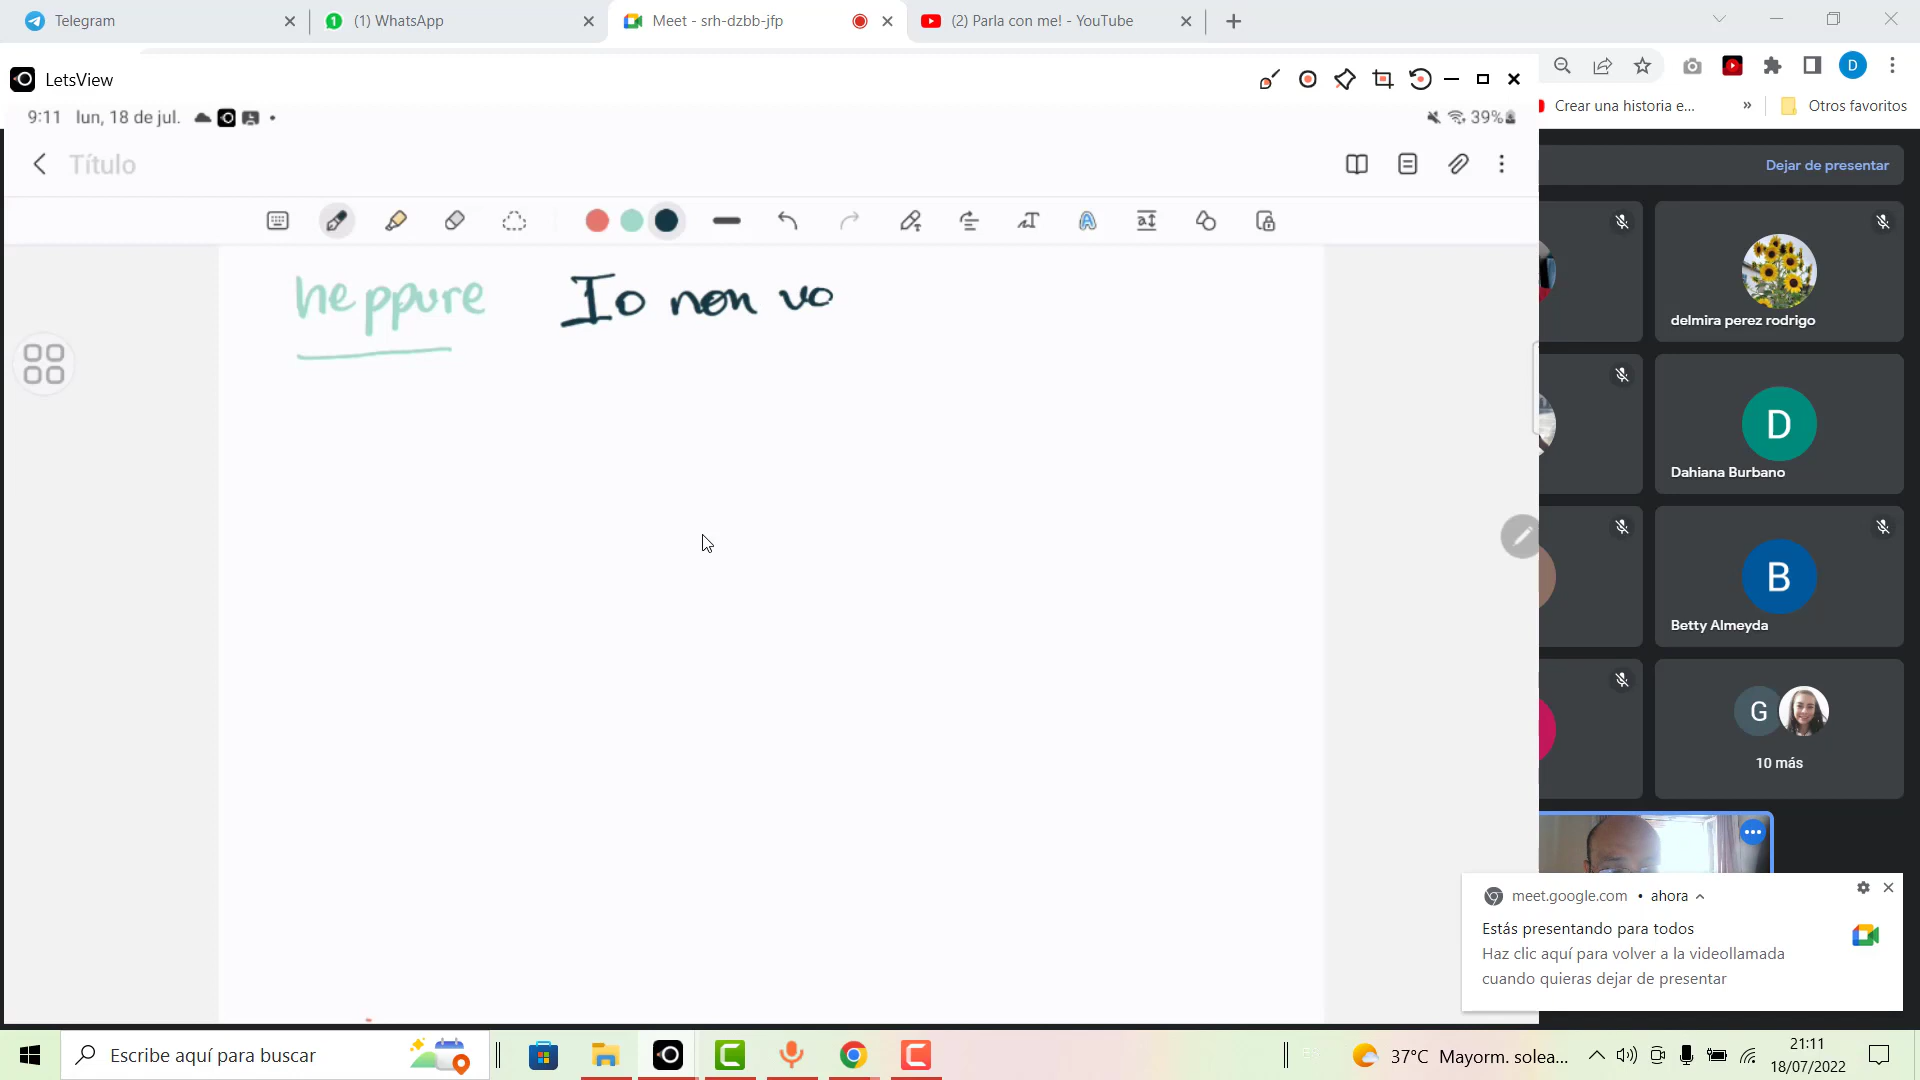 Telegram
(1) WhatsApp
Meet - srh-dzbb-jfp
(2) Parla con me! - YouTube
LetsView
D
Crear una historia e...
»
Otros favoritos
9:11 lun, 18 de jul.
39%
Título
Dejar de presentar
neppure Io non vo
delmira perez rodrigo
D
Dahiana Burbano
B
Betty Almeyda
G
10 más
meet.google.com • ahora
Estás presentando para todos
Haz clic aquí para volver a la videollamada
cuando quieras dejar de presentar
Escribe aquí para buscar
37°C Mayorm. solea...
21:11
18/07/2022